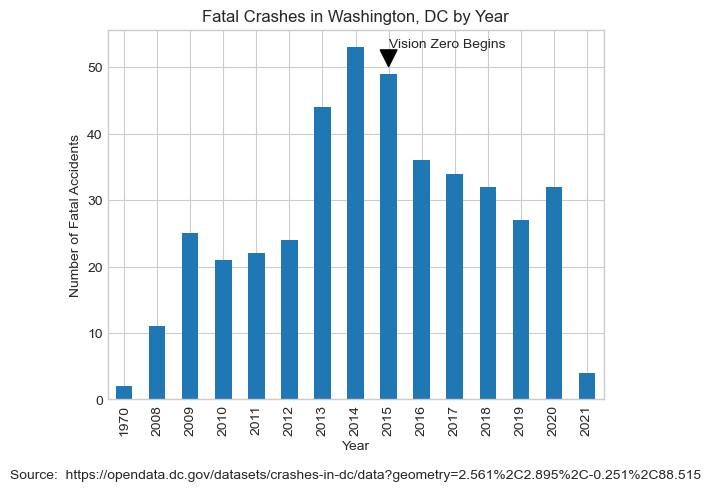 Fatal Crashes in Washington, DC by Year
Vision Zero Begins
50
40
30
20
10
0
Number of Fatal Accidents
1970 2008 2009 2010 2011 2012 2013 2014 2015 2016 2017 2018 2019 2020 2021
Year
Source:  https://opendata.dc.gov/datasets/crashes-in-dc/data?geometry=2.561%2C2.895%2C-0.251%2C88.515